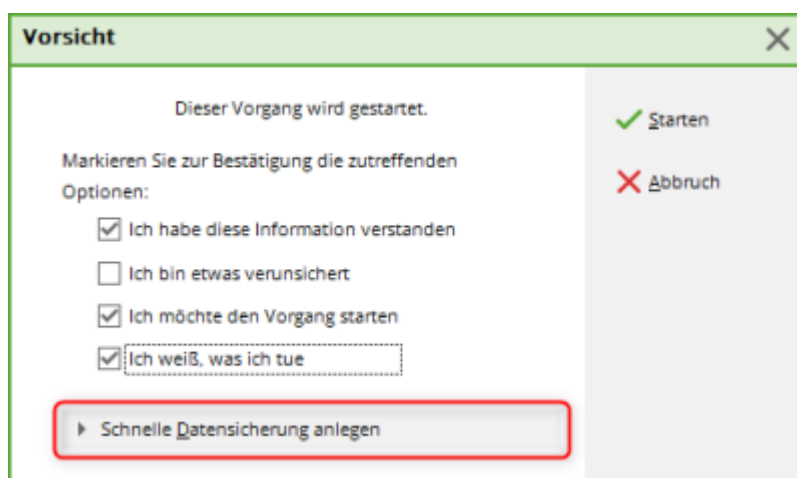 Vorsicht
Dieser Vorgang wird gestartet.
Markieren Sie zur Bestätigung die zutreffenden
Optionen:
Ich habe diese Information verstanden
Ich bin etwas verunsichert
Ich möchte den Vorgang starten
Ich weiß, was ich tue
Schnelle Datensicherung anlegen
Starten
Abbruch